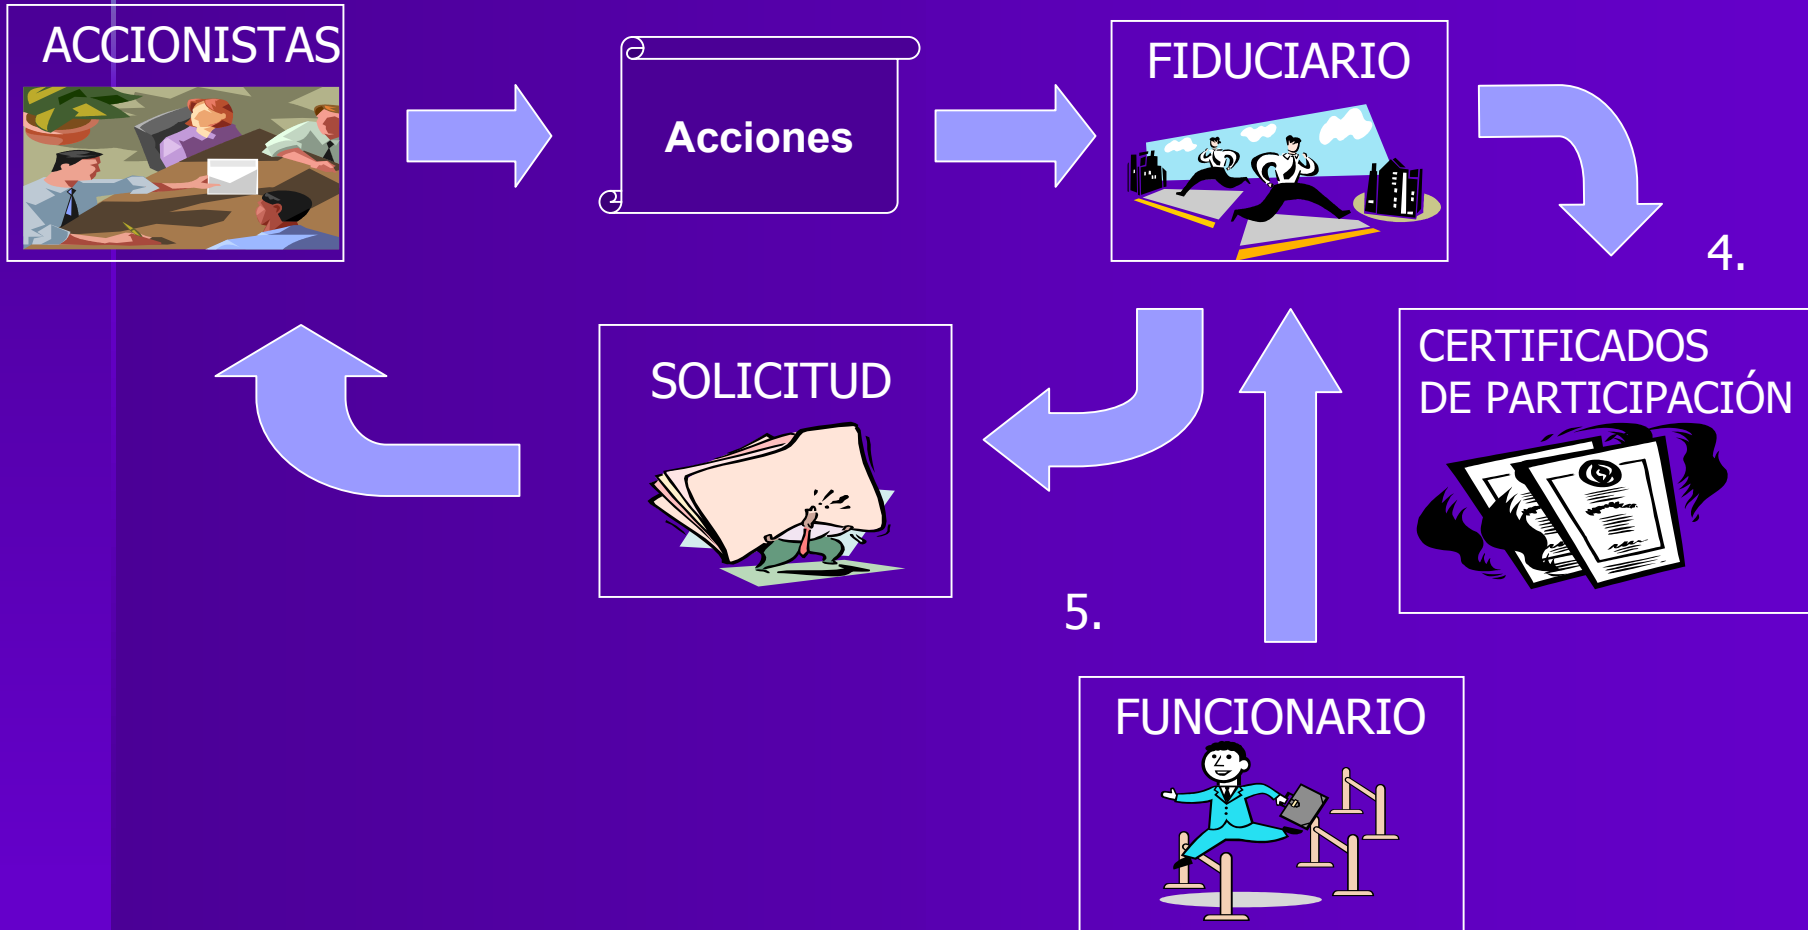 ACCIONISTAS
Acciones
FIDUCIARIO
4.
SOLICITUD
CERTIFICADOS
DE PARTICIPACIÓN
5.
FUNCIONARIO